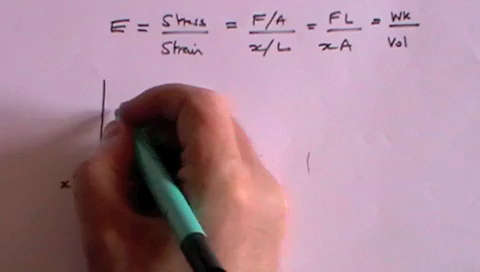 E = Stress/Strain = F/A / x/L = FL/xA = Wk/Vol
x